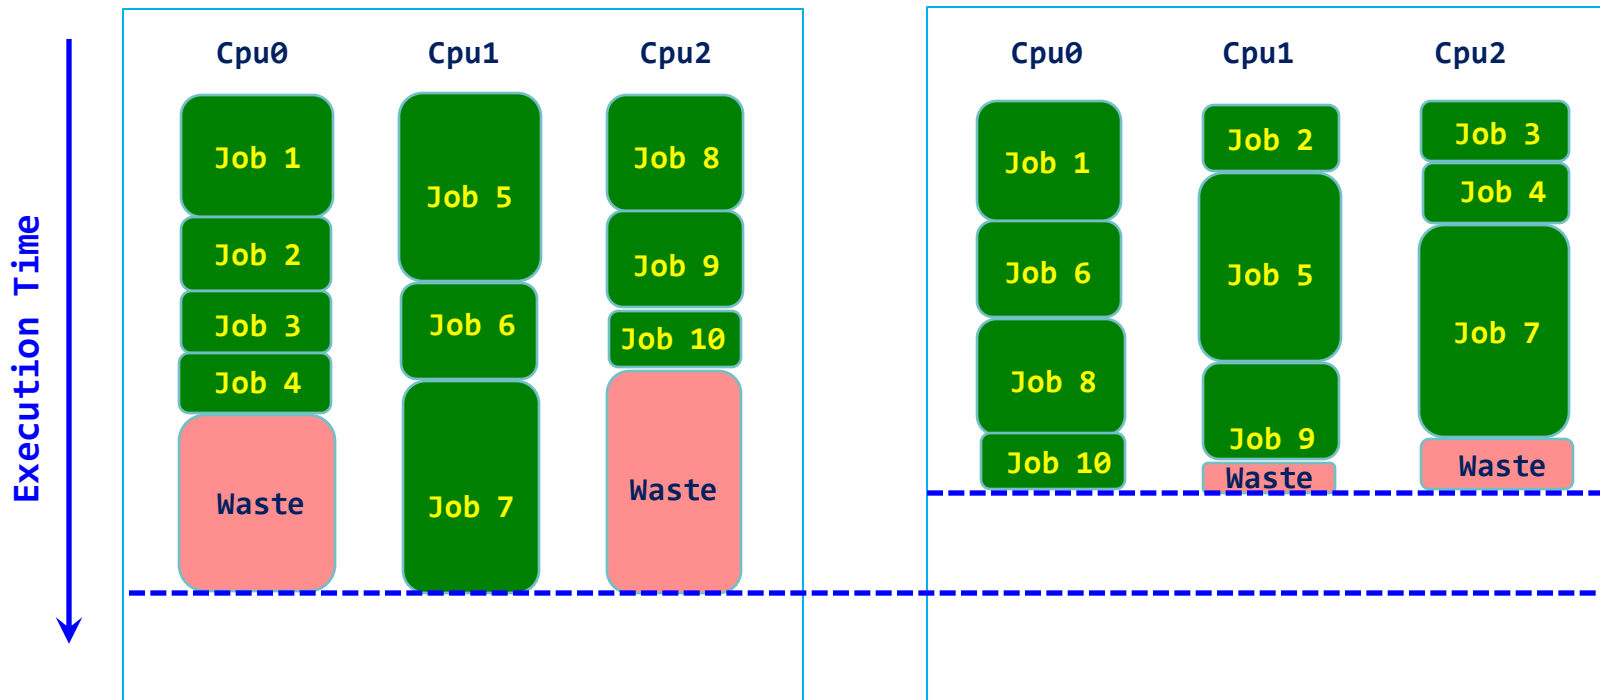 Execution Time
Cpu0 Cpu1 Cpu2
Job 1
Job 2
Job 3
Job 4
Waste
Job 5
Job 6
Job 7
Job 8
Job 9
Job 10
Waste
Cpu0 Cpu1 Cpu2
Job 1
Job 6
Job 8
Job 10
Job 2
Job 5
Job 9
Waste
Job 3
Job 4
Job 7
Waste